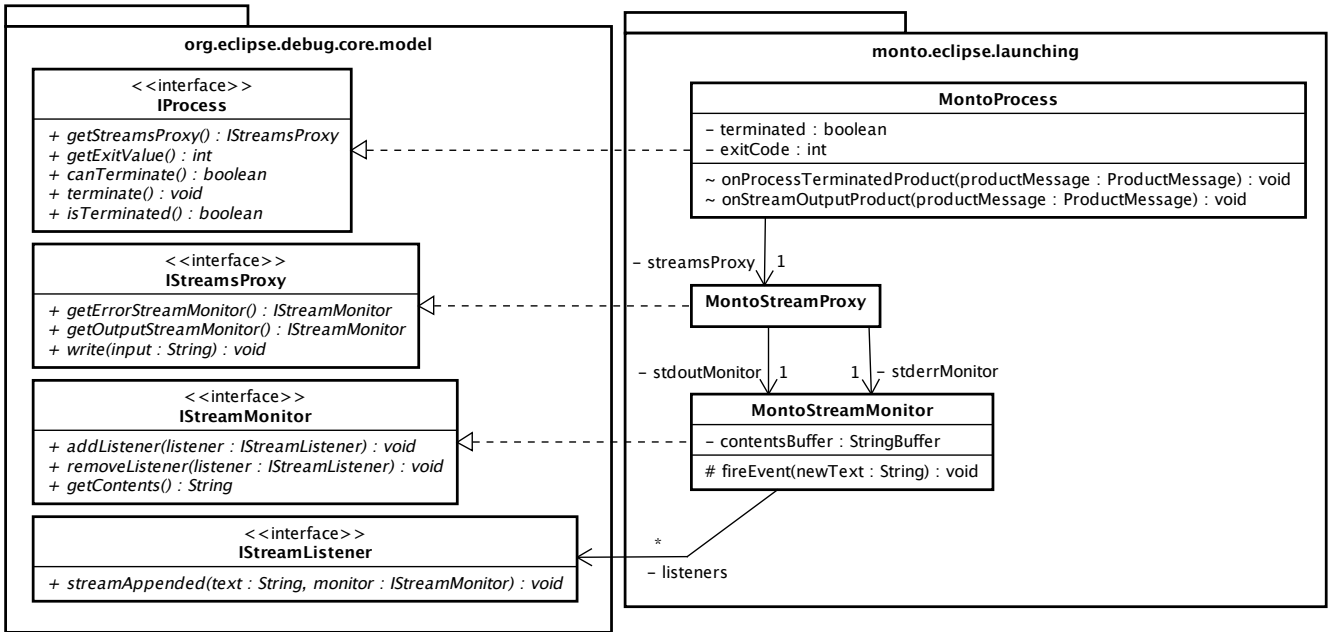 org.eclipse.debug.core.model
<<interface>>
IProcess
+ getStreamsProxy() : IStreamsProxy
+ getExitValue() : int
+ canTerminate() : boolean
+ terminate() : void
+ isTerminated() : boolean
<<interface>>
IStreamsProxy
+ getErrorStreamMonitor() : IStreamMonitor
+ getOutputStreamMonitor() : IStreamMonitor
+ write(input : String) : void
<<interface>>
IStreamMonitor
+ addListener(listener : IStreamListener) : void
+ removeListener(listener : IStreamListener) : void
+ getContents() : String
<<interface>>
IStreamListener
+ streamAppended(text : String, monitor : IStreamMonitor) : void
monto.eclipse.launching
MontoProcess
– terminated : boolean
– exitCode : int
~ onProcessTerminatedProduct(productMessage : ProductMessage) : void
~ onStreamOutputProduct(productMessage : ProductMessage) : void
– streamsProxy 1
MontoStreamProxy
– stdoutMonitor 1 1 – stderrMonitor
MontoStreamMonitor
– contentsBuffer : StringBuffer
# fireEvent(newText : String) : void
*
– listeners